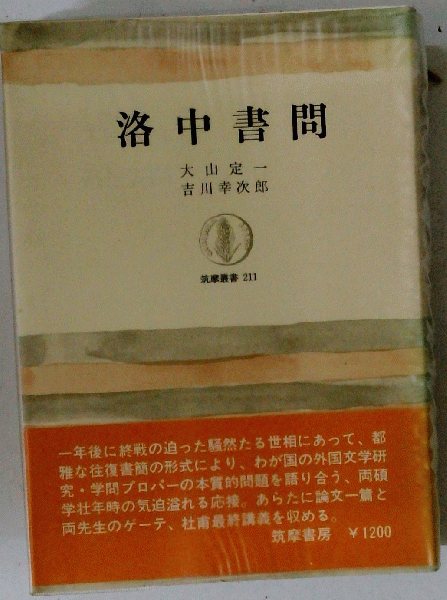 洛中書問
大山定一
吉川幸次郎
筑摩叢書 211
一年後に終戦の迫った騒然たる世相にあって、都
雅な往復書簡の形式により、わが国の外国文学研
究・学問プロパーの本質的問題を語り合う、両碩
学壮年時の気迫溢れる応接。あらたに論文一篇と
両先生のゲーテ、杜甫最終講義を収める。
筑摩書房 ￥1200